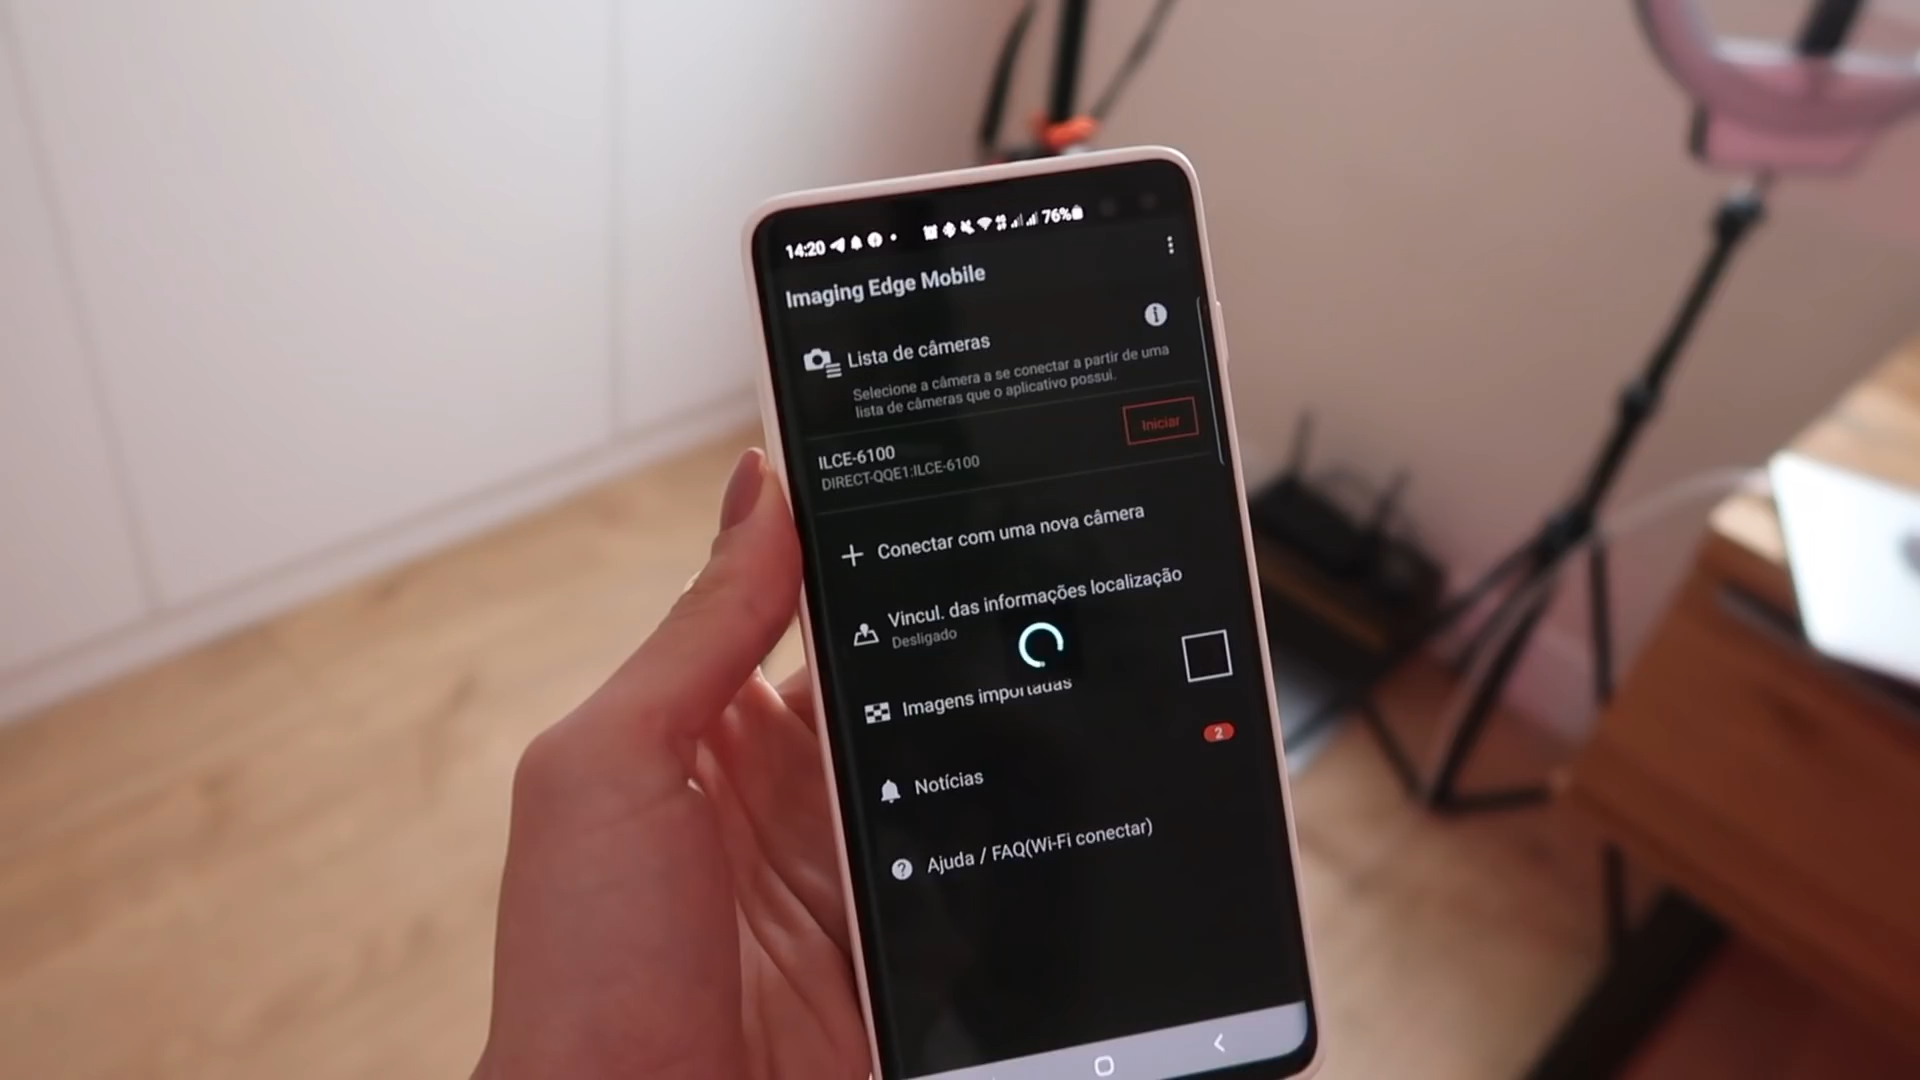 14:20 76%
Imaging Edge Mobile
Lista de câmeras
Selecione a câmera a se conectar a partir de uma
lista de câmeras que o aplicativo possui.
ILCE-6100
Iniciar
DIRECT-QQE1:ILCE-6100
Conectar com uma nova câmera
Vincul. das informações localização
Desligado
Imagens importadas
2
Notícias
Ajuda / FAQ(Wi-Fi conectar)